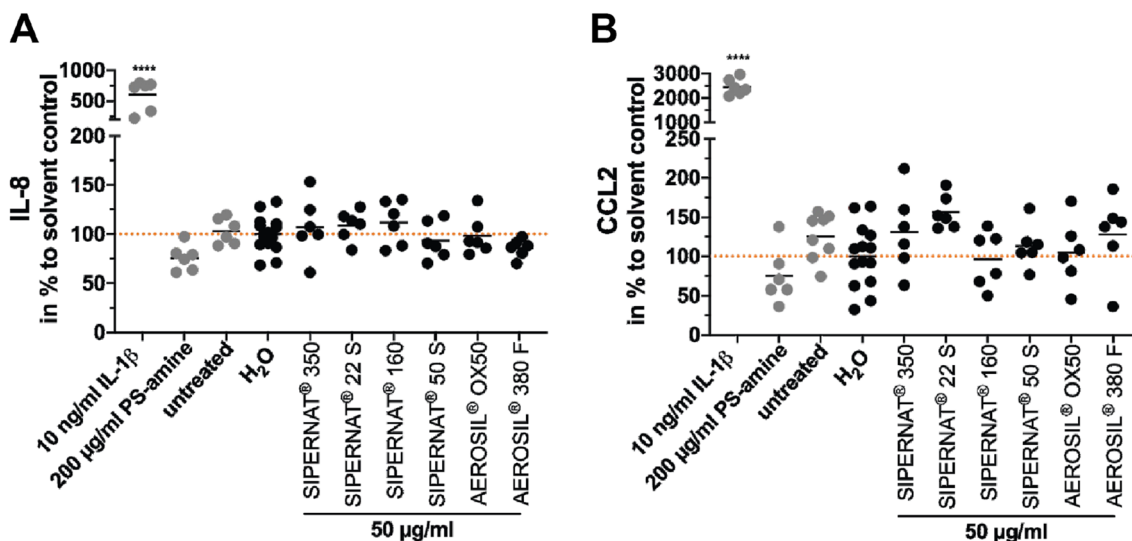 A
IL-8
in % to solvent control
1000
750
500
250
200
150
100
50
0
****
10 ng/ml IL-1β
200 µg/ml PS-amine
untreated
H₂O
SIPERNAT® 350
SIPERNAT® 22 S
SIPERNAT® 160
SIPERNAT® 50 S
AEROSIL® OX50
AEROSIL® 380 F
50 µg/ml
B
CCL2
in % to solvent control
3000
2500
2000
1500
1000
250
200
150
100
50
0
****
10 ng/ml IL-1β
200 µg/ml PS-amine
untreated
H₂O
SIPERNAT® 350
SIPERNAT® 22 S
SIPERNAT® 160
SIPERNAT® 50 S
AEROSIL® OX50
AEROSIL® 380 F
50 µg/ml